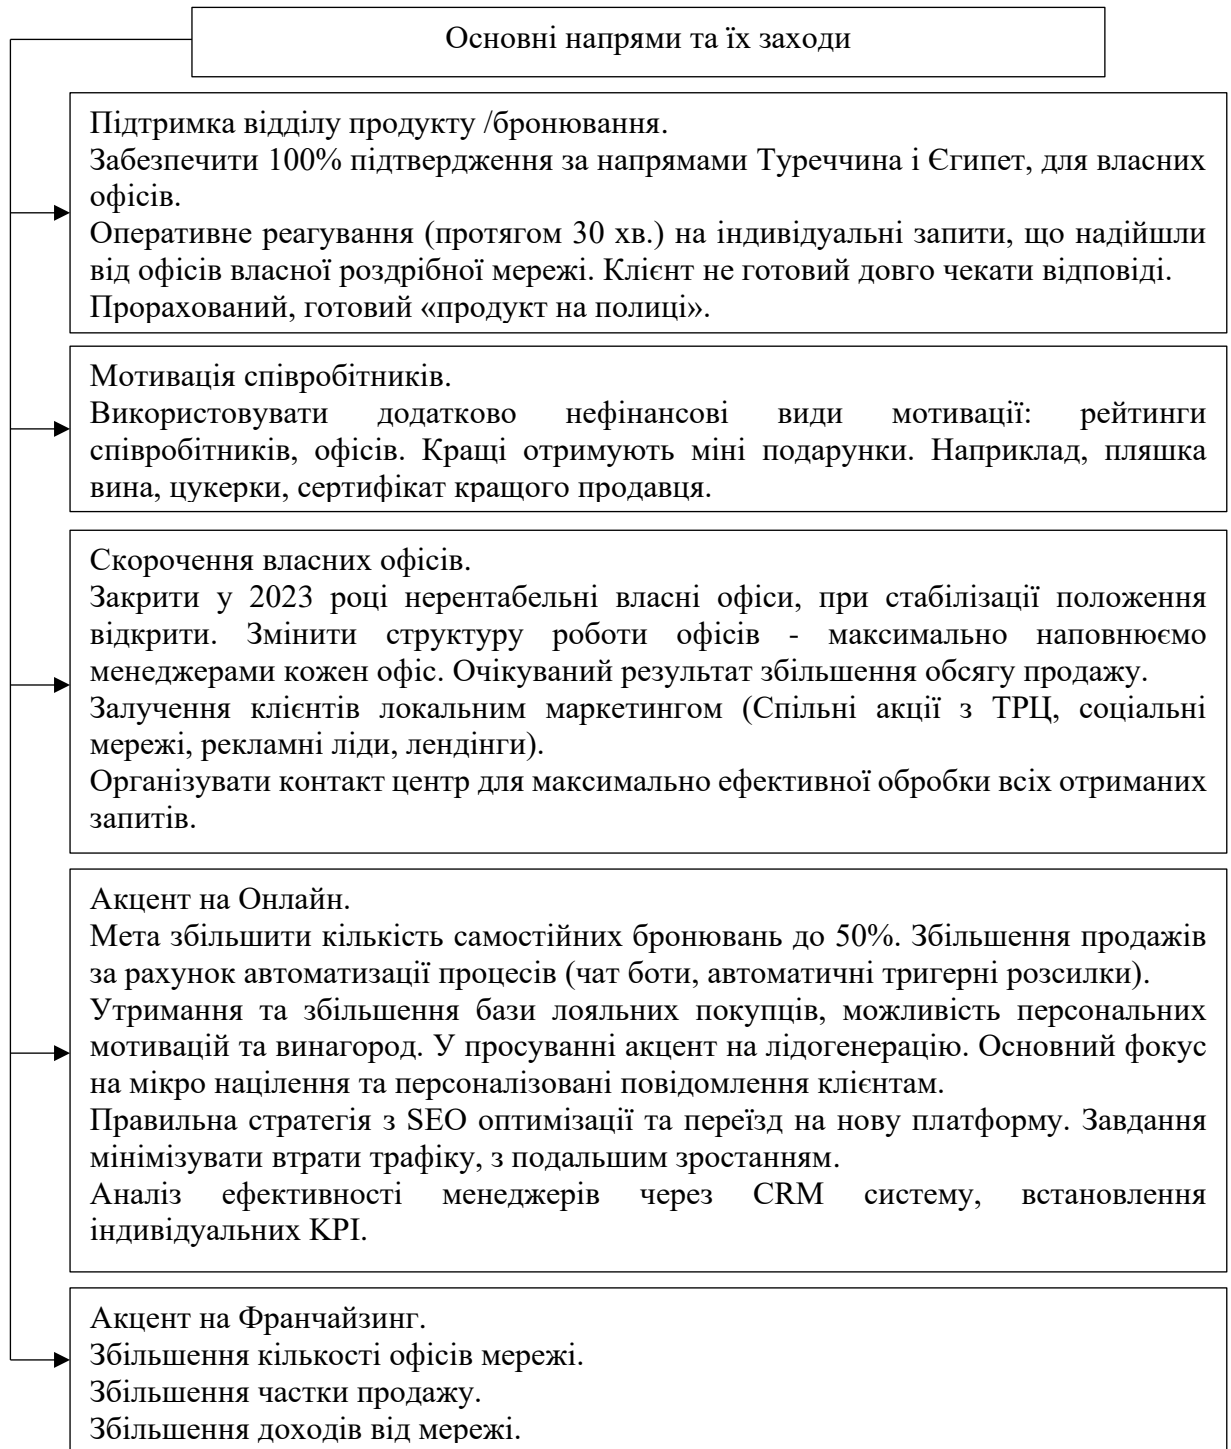 Основні напрями та їх заходи
Підтримка відділу продукту /бронювання.
Забезпечити 100% підтвердження за напрямами Туреччина і Єгипет, для власних
офісів.
Оперативне реагування (протягом 30 хв.) на індивідуальні запити, що надійшли
від офісів власної роздрібної мережі. Клієнт не готовий довго чекати відповіді.
Прорахований, готовий «продукт на полиці».
Мотивація співробітників.
Використовувати додатково нефінансові види мотивації: рейтинги
співробітників, офісів. Кращі отримують міні подарунки. Наприклад, пляшка
вина, цукерки, сертифікат кращого продавця.
Скорочення власних офісів.
Закрити у 2023 році нерентабельні власні офіси, при стабілізації положення
відкрити. Змінити структуру роботи офісів - максимально наповнюємо
менеджерами кожен офіс. Очікуваний результат збільшення обсягу продажу.
Залучення клієнтів локальним маркетингом (Спільні акції з ТРЦ, соціальні
мережі, рекламні ліди, лендінги).
Організувати контакт центр для максимально ефективної обробки всіх отриманих
запитів.
Акцент на Онлайн.
Мета збільшити кількість самостійних бронювань до 50%. Збільшення продажів
за рахунок автоматизації процесів (чат боти, автоматичні тригерні розсилки).
Утримання та збільшення бази лояльних покупців, можливість персональних
мотивацій та винагород. У просуванні акцент на лідогенерацію. Основний фокус
на мікро націлення та персоналізовані повідомлення клієнтам.
Правильна стратегія з SEO оптимізації та переїзд на нову платформу. Завдання
мінімізувати втрати трафіку, з подальшим зростанням.
Аналіз ефективності менеджерів через CRM систему, встановлення
індивідуальних KPI.
Акцент на Франчайзинг.
Збільшення кількості офісів мережі.
Збільшення частки продажу.
Збільшення доходів від мережі.